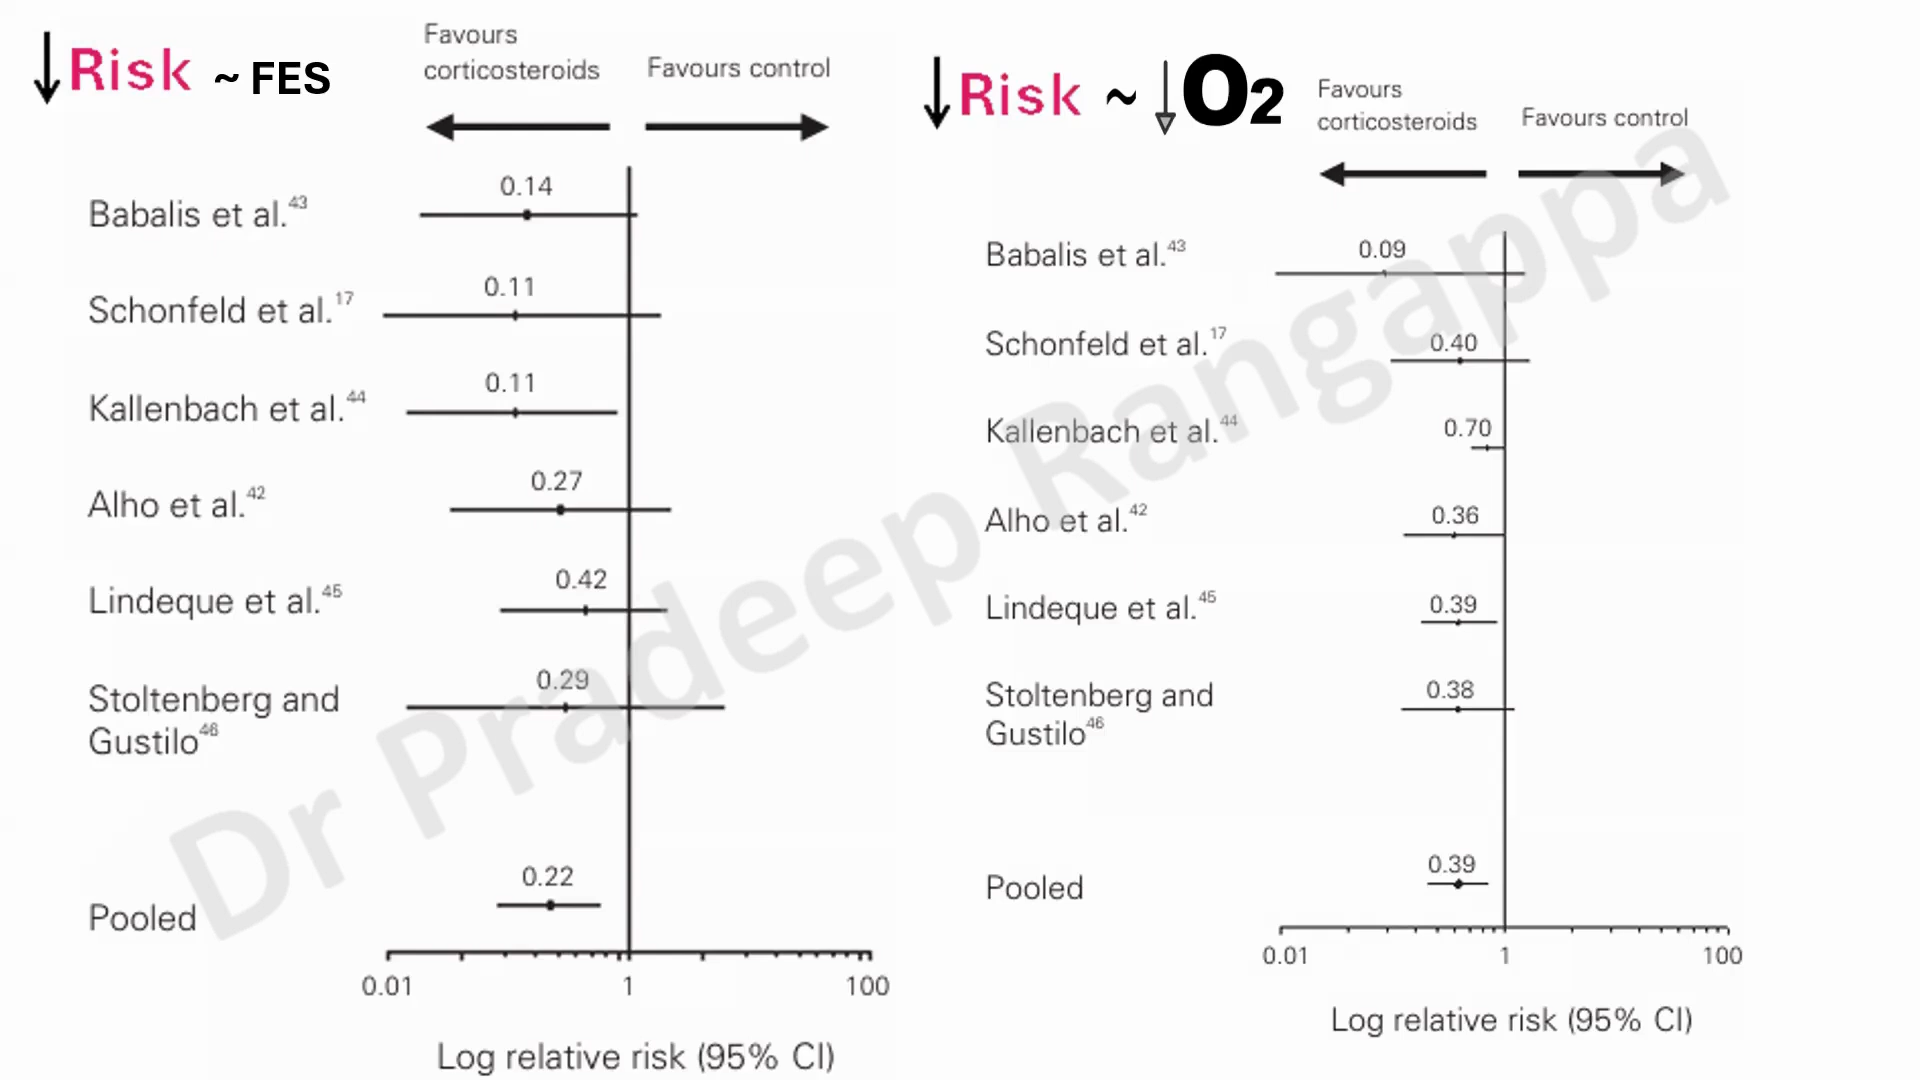 ↓Risk ~ FES
Favours
corticosteroids
Favours control
Babalis et al.43
0.14
Schonfeld et al.17
0.11
Kallenbach et al.44
0.11
Alho et al.42
0.27
Lindeque et al.45
0.42
Stoltenberg and
Gustilo46
0.29
Pooled
0.22
0.01 1 100
Log relative risk (95% CI)
↓Risk ~ ↓O2
Favours
corticosteroids
Favours control
Babalis et al.43
0.09
Schonfeld et al.17
0.40
Kallenbach et al.44
0.70
Alho et al.42
0.36
Lindeque et al.45
0.39
Stoltenberg and
Gustilo46
0.38
Pooled
0.39
0.01 1 100
Log relative risk (95% CI)
Dr Pradeep Rangappa